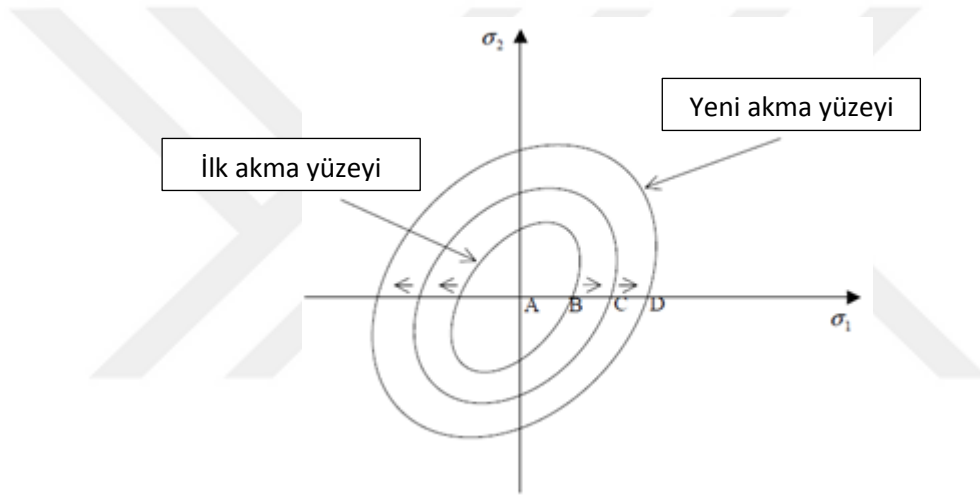 σ₂
Yeni akma yüzeyi
İlk akma yüzeyi
A B C D
σ₁